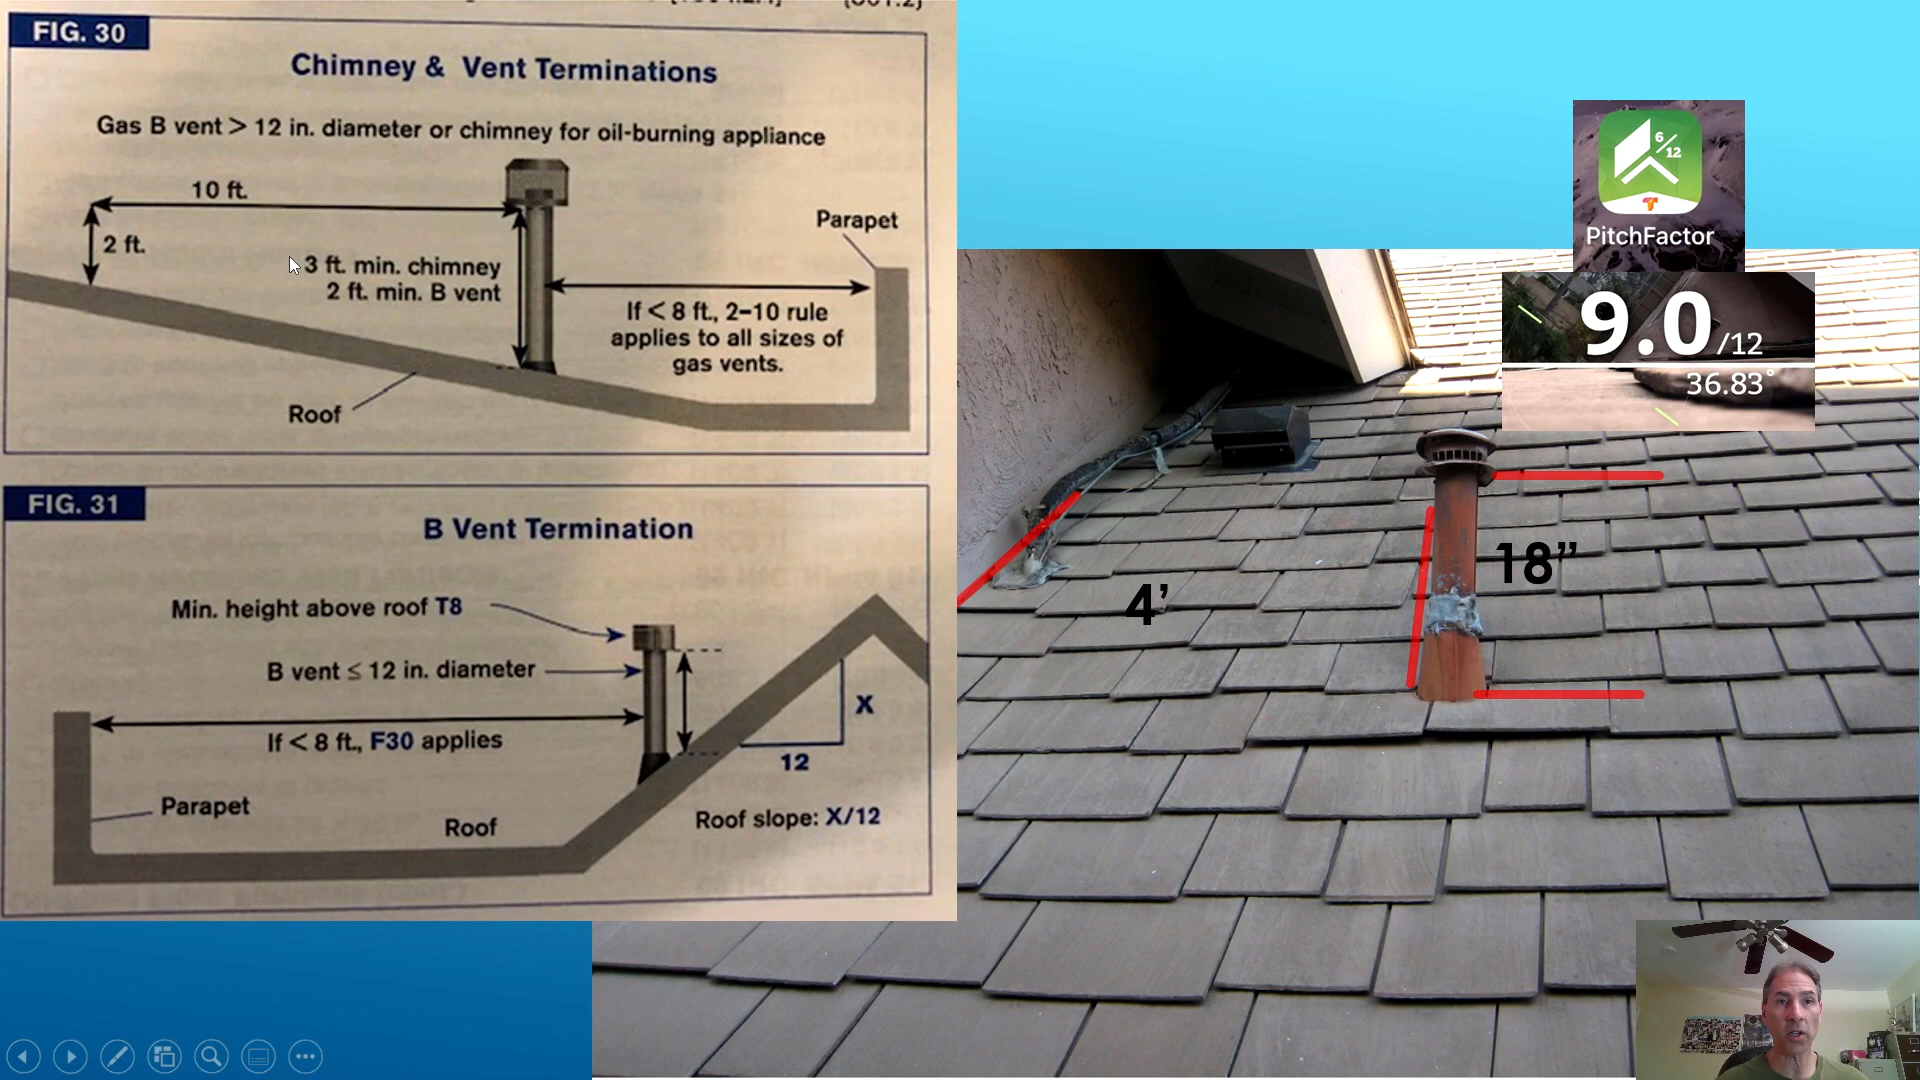 FIG. 30
Chimney & Vent Terminations
Gas B vent > 12 in. diameter or chimney for oil-burning appliance
10 ft.
2 ft.
3 ft. min. chimney
2 ft. min. B vent
Parapet
If < 8 ft., 2–10 rule
applies to all sizes of
gas vents.
Roof
FIG. 31
B Vent Termination
Min. height above roof T8
B vent ≤ 12 in. diameter
If < 8 ft., F30 applies
X
12
Parapet
Roof
Roof slope: X/12
6/12
PitchFactor
9.0/12
36.83°
4’
18”